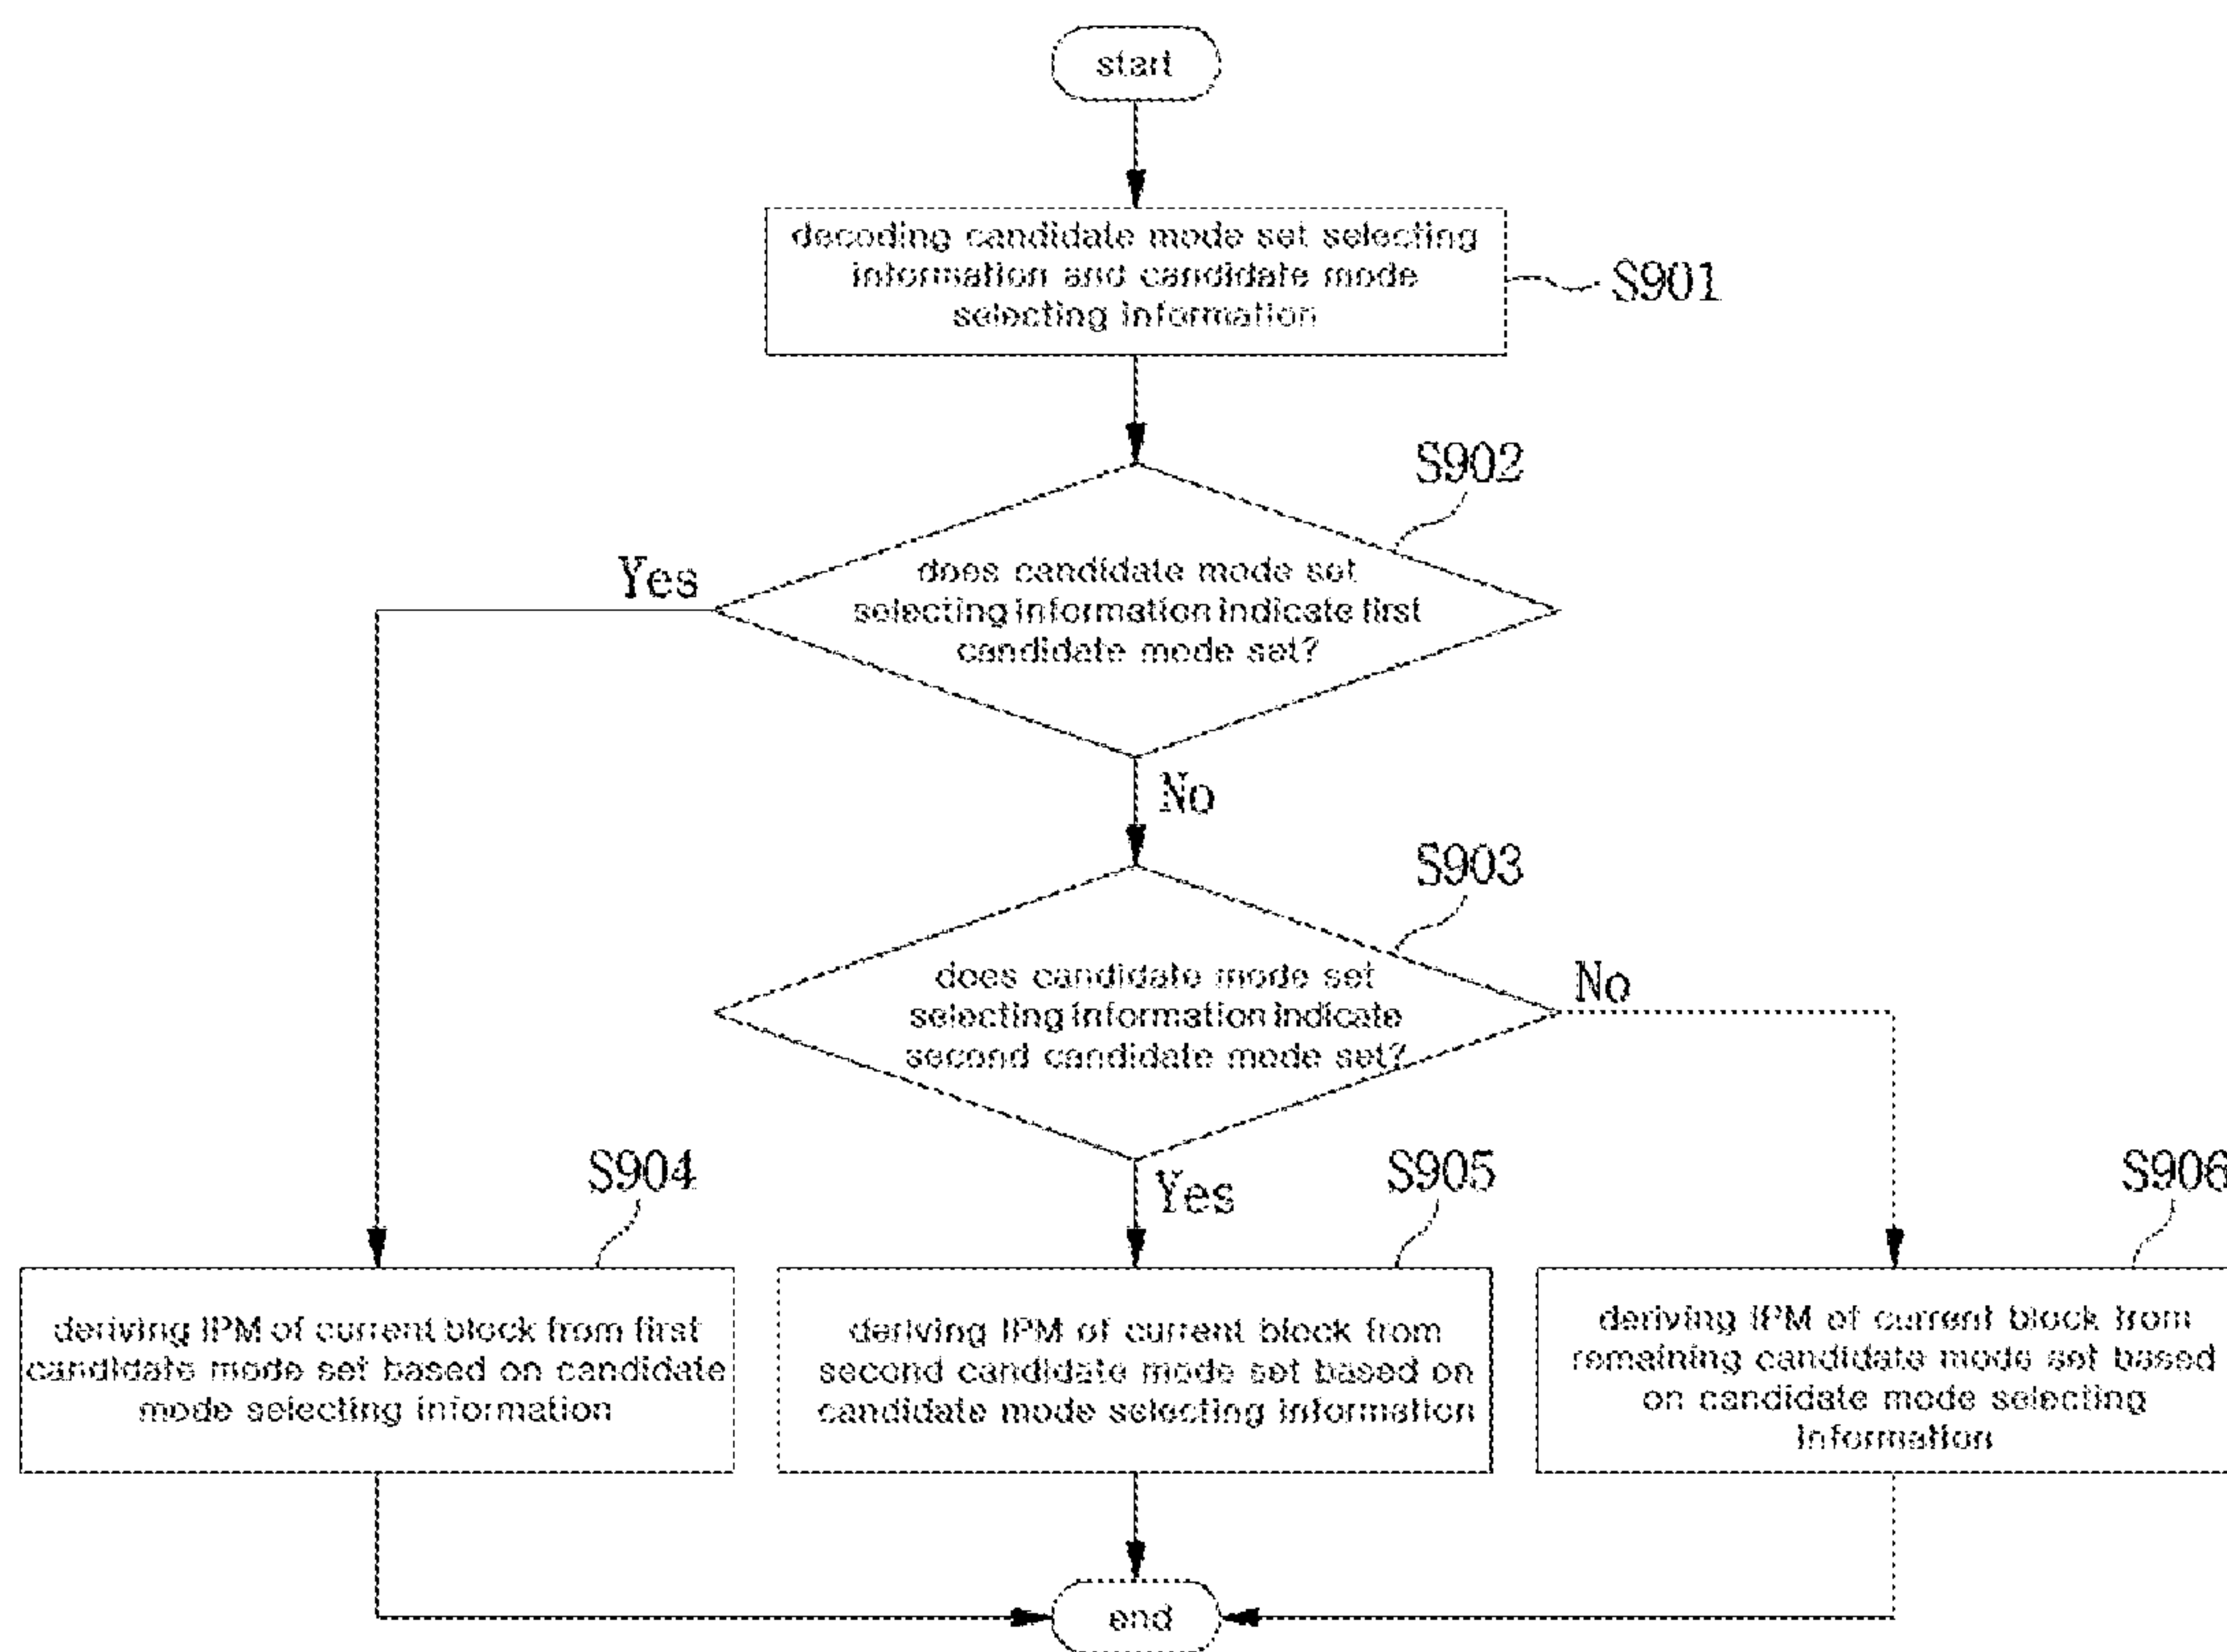 start
decoding candidate mode set selecting
information and candidate mode
selecting information
S901
S902
does candidate mode set
selecting information indicate first
candidate mode set?
Yes
No
S903
does candidate mode set
selecting information indicate
second candidate mode set?
No
Yes
S904
deriving IPM of current block from first
candidate mode set based on candidate
mode selecting information
S905
deriving IPM of current block from
second candidate mode set based on
candidate mode selecting information
S906
deriving IPM of current block from
remaining candidate mode set based
on candidate mode selecting
information
end